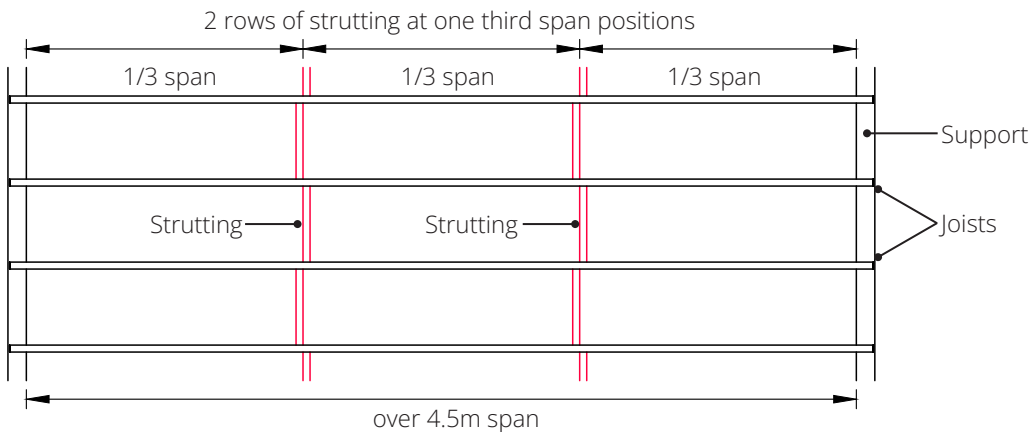 2 rows of strutting at one third span positions
1/3 span
1/3 span
1/3 span
Support
Strutting
Strutting
Joists
over 4.5m span